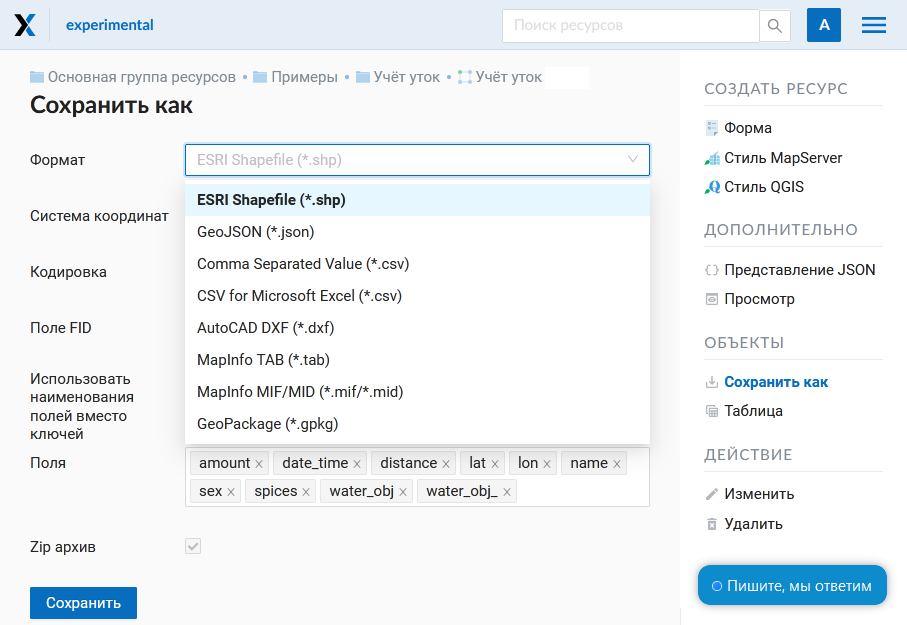 experimental
Поиск ресурсов
A
Основная группа ресурсов • Примеры • Учёт уток • Учёт уток
Сохранить как
Формат
ESRI Shapefile (*.shp)
ESRI Shapefile (*.shp)
GeoJSON (*.json)
Comma Separated Value (*.csv)
CSV for Microsoft Excel (*.csv)
AutoCAD DXF (*.dxf)
MapInfo TAB (*.tab)
MapInfo MIF/MID (*.mif/*.mid)
GeoPackage (*.gpkg)
Система координат
Кодировка
Поле FID
Использовать
наименования
полей вместо
ключей
Поля
amount × date_time × distance × lat × lon × name ×
sex × spices × water_obj × water_obj_ ×
Zip архив
Сохранить
СОЗДАТЬ РЕСУРС
Форма
Стиль MapServer
Стиль QGIS
ДОПОЛНИТЕЛЬНО
Представление JSON
Просмотр
ОБЪЕКТЫ
Сохранить как
Таблица
ДЕЙСТВИЕ
Изменить
Удалить
Пишите, мы ответим